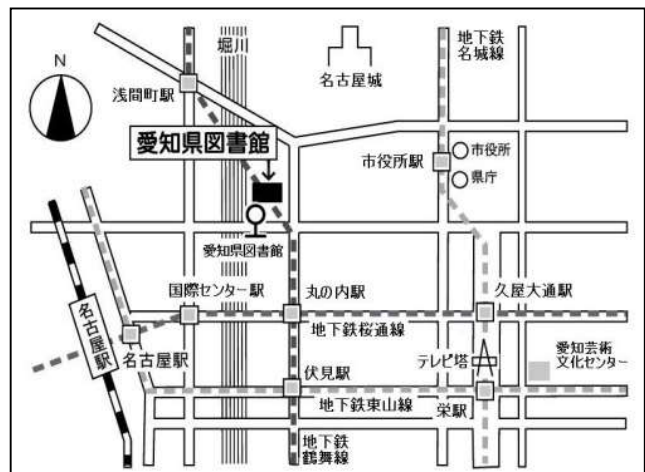 堀川
地下鉄
名城線
N
名古屋城
浅間町駅
愛知県図書館
市役所
市役所駅
県庁
愛知県図書館
国際センター駅
丸の内駅
久屋大通駅
名古屋駅
地下鉄桜通線
名古屋駅
テレビ塔
愛知芸術
文化センター
伏見駅
地下鉄東山線
栄駅
地下鉄
鶴舞線